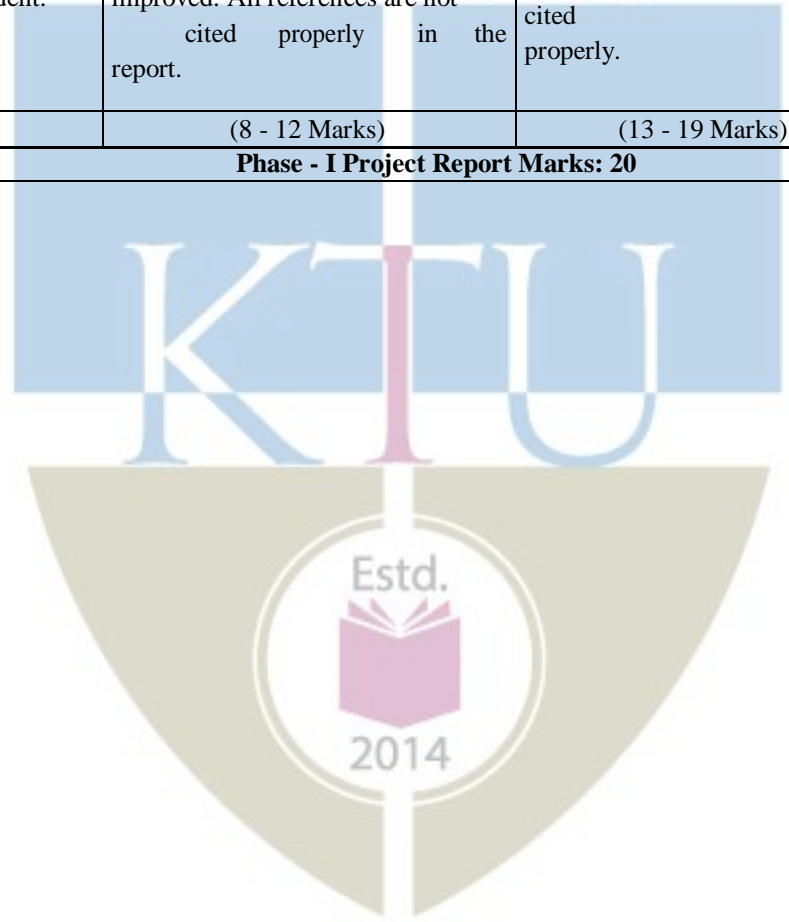 improved. All references are not
cited properly in the
report.
cited
properly.
(8 - 12 Marks) (13 - 19 Marks)
Phase - I Project Report Marks: 20
KTU
Estd.
2014